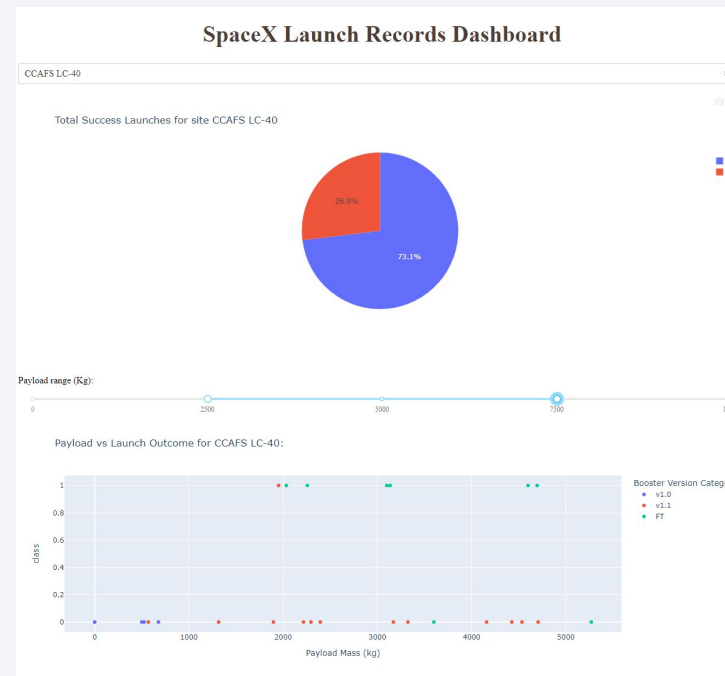 SpaceX Launch Records Dashboard
CCAFS LC-40
Total Success Launches for site CCAFS LC-40
26.9%
73.1%
Payload range (Kg):
0 2500 5000 7500
Payload vs Launch Outcome for CCAFS LC-40:
1
0.8
0.6
0.4
0.2
0
class
0 1000 2000 3000 4000 5000
Payload Mass (kg)
Booster Version Catego
v1.0
v1.1
FT